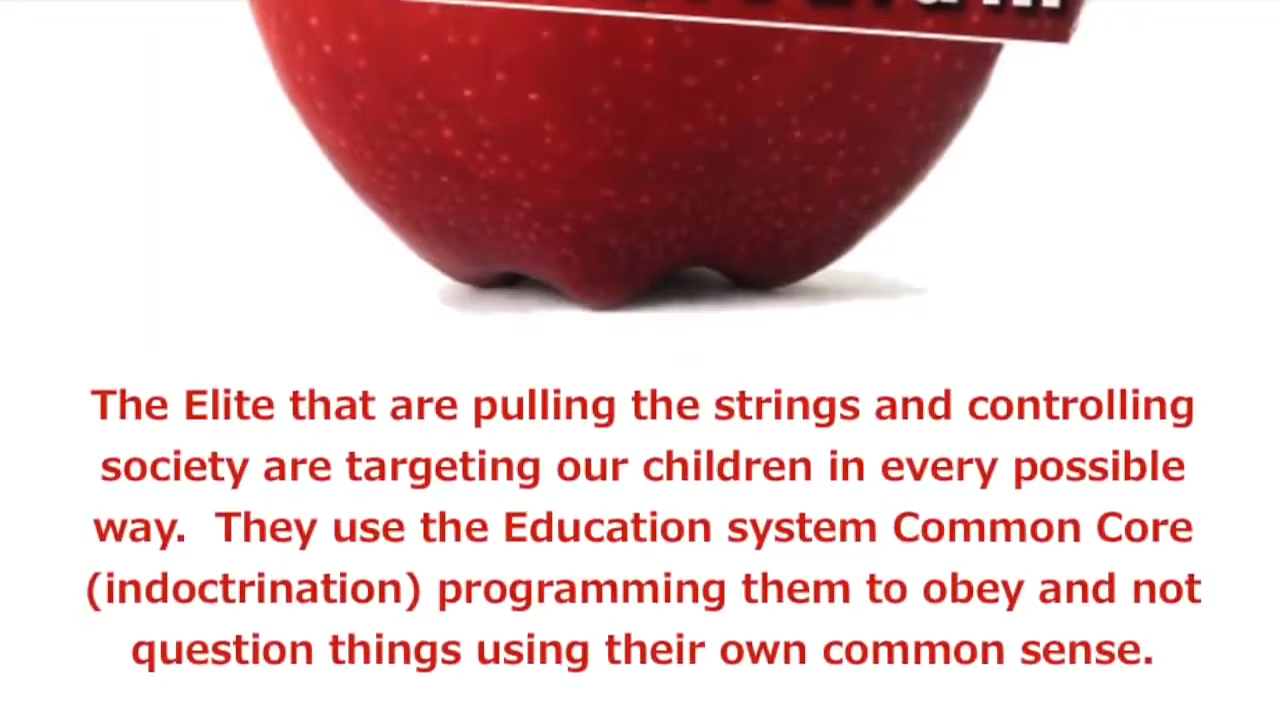 The Elite that are pulling the strings and controlling
society are targeting our children in every possible
way.  They use the Education system Common Core
(indoctrination) programming them to obey and not
question things using their own common sense.